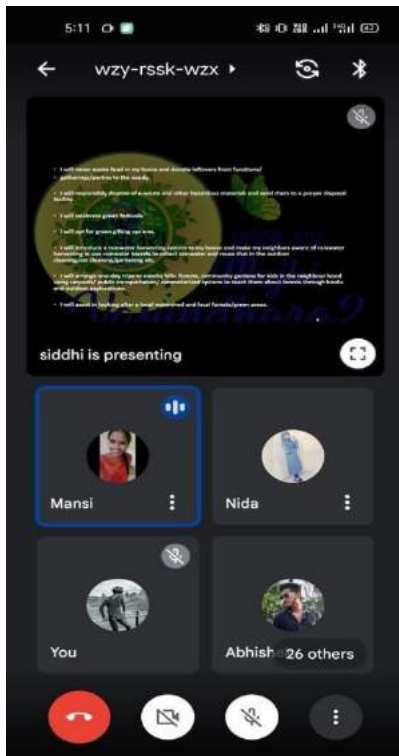 5:11
wzy-rssk-wzx
• I will never waste food in my home and donate leftovers from functions/
• gatherings/parties to the needy.
• I will responsibly dispose of e-waste and other hazardous materials and send them to a proper disposal
facility.
• I will celebrate green festivals.
• I will opt for green gifting options.
• I will introduce a rainwater harvesting system to my house and make my neighbors aware of rainwater
harvesting or use rainwater barrels to collect rainwater and reuse that in the outdoor
cleaning/car cleaning/gardening etc.
• I will arrange one-day trips to nearby hills, forests, community gardens for kids in the neighbour hood
using carpools/ public transportation/ nonmotorized options to teach them about forests through books
and outdoor explorations.
• I will assist in looking after a local watershed and local forests/green areas.
siddhi is presenting
Mansi
Nida
You
Abhish
26 others